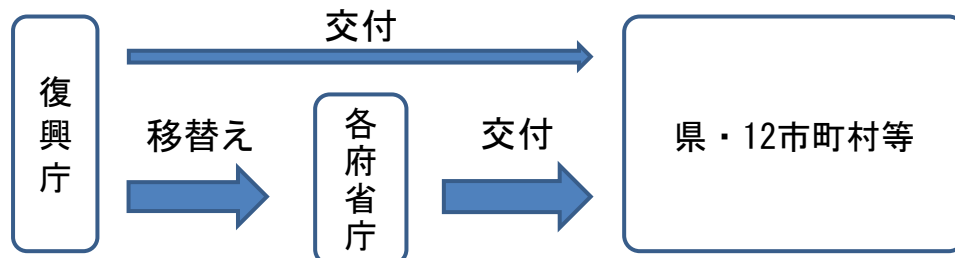 交付
復興庁
移替え
各府省庁
交付
県・12市町村等